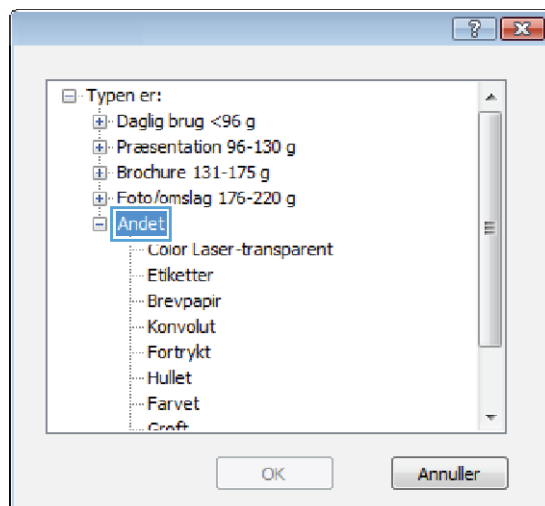 Typen er:
Daglig brug <96 g
Præsentation 96-130 g
Brochure 131-175 g
Foto/omslag 176-220 g
Andet
Color Laser-transparent
Etiketter
Brevpapir
Konvolut
Fortrykt
Hullet
Farvet
Groft
OK
Annuller